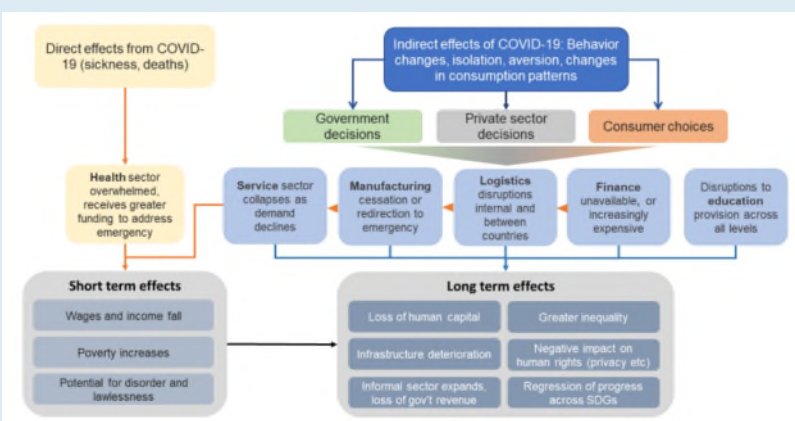 Direct effects from COVID-
19 (sickness, deaths)
Indirect effects of COVID-19: Behavior
changes, isolation, aversion, changes
in consumption patterns
Government
decisions
Private sector
decisions
Consumer choices
Health sector
overwhelmed,
receives greater
funding to address
emergency
Service sector
collapses as
demand
declines
Manufacturing
cessation or
redirection to
emergency
Logistics
disruptions
internal and
between
countries
Finance
unavailable, or
increasingly
expensive
Disruptions to
education
provision across
all levels
Short term effects
Wages and income fall
Poverty increases
Potential for disorder and
lawlessness
Long term effects
Loss of human capital
Greater inequality
Infrastructure deterioration
Negative impact on
human rights (privacy etc)
Informal sector expands,
loss of gov't revenue
Regression of progress
across SDGs